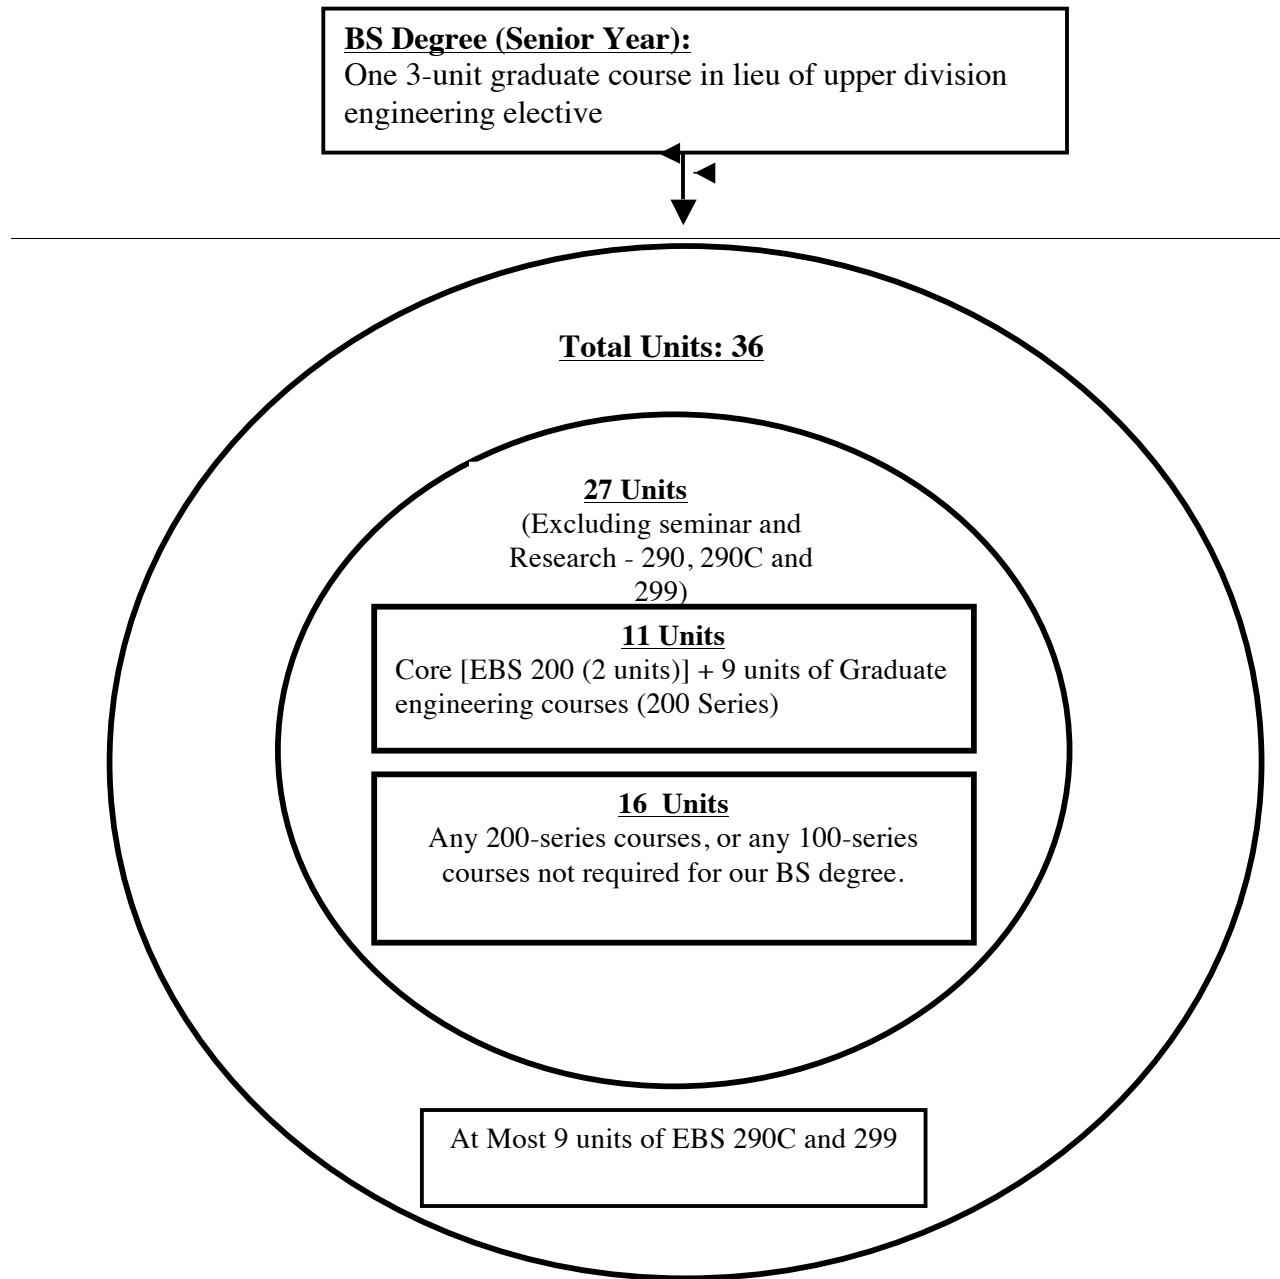 BS Degree (Senior Year):
One 3-unit graduate course in lieu of upper division
engineering elective
Total Units: 36
27 Units
(Excluding seminar and
Research - 290, 290C and
299)
11 Units
Core [EBS 200 (2 units)] + 9 units of Graduate
engineering courses (200 Series)
16  Units
Any 200-series courses, or any 100-series
courses not required for our BS degree.
At Most 9 units of EBS 290C and 299